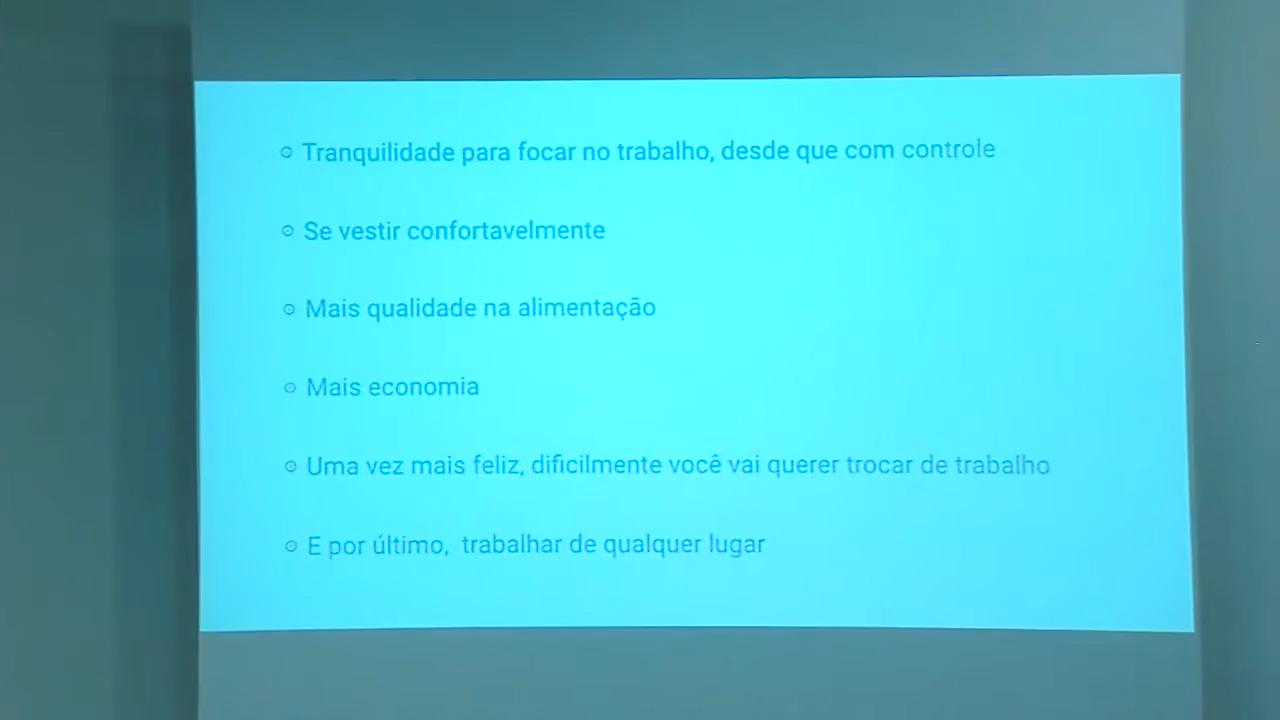 Tranquilidade para focar no trabalho, desde que com controle
Se vestir confortavelmente
Mais qualidade na alimentação
Mais economia
Uma vez mais feliz, dificilmente você vai querer trocar de trabalho
E por último, trabalhar de qualquer lugar